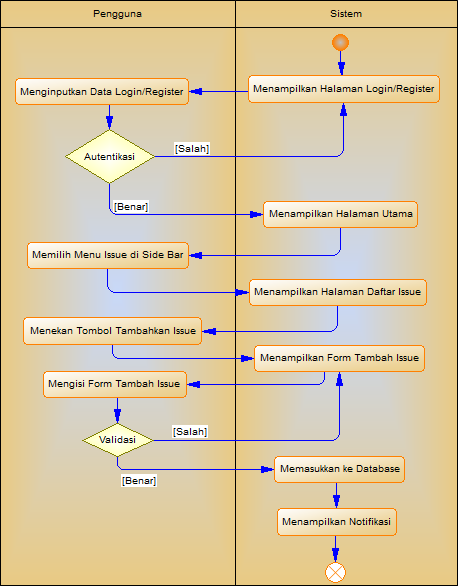 Pengguna
Sistem
Menampilkan Halaman Login/Register
Menginputkan Data Login/Register
Autentikasi
[Salah]
[Benar]
Menampilkan Halaman Utama
Memilih Menu Issue di Side Bar
Menampilkan Halaman Daftar Issue
Menekan Tombol Tambahkan Issue
Menampilkan Form Tambah Issue
Mengisi Form Tambah Issue
Validasi
[Salah]
[Benar]
Memasukkan ke Database
Menampilkan Notifikasi